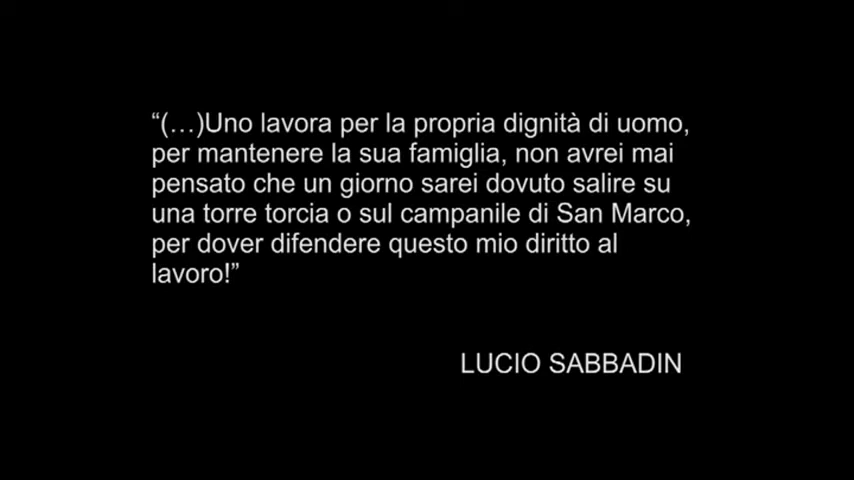 “(…)Uno lavora per la propria dignità di uomo,
per mantenere la sua famiglia, non avrei mai
pensato che un giorno sarei dovuto salire su
una torre torcia o sul campanile di San Marco,
per dover difendere questo mio diritto al
lavoro!”
LUCIO SABBADIN